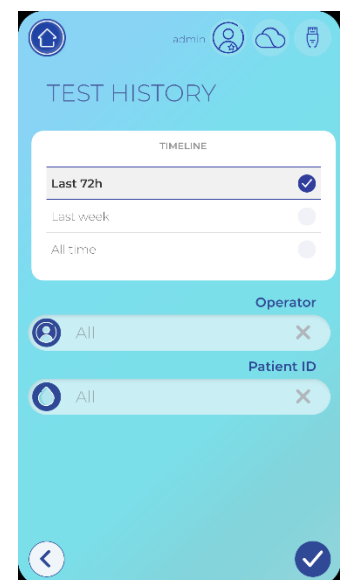 admin
TEST HISTORY
TIMELINE
Last 72h
Last week
All time
Operator
All
Patient ID
All